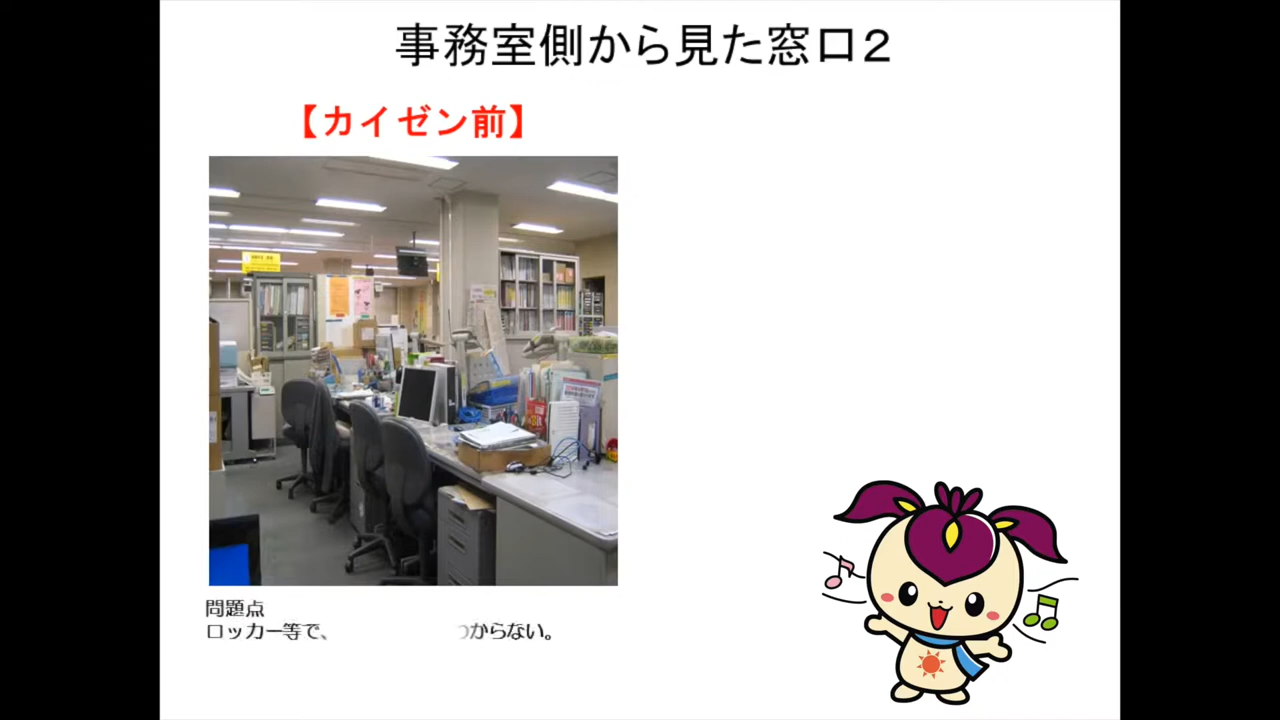 事務室側から見た窓口２
【カイゼン前】
問題点
ロッカー等で、　　　　　　からない。